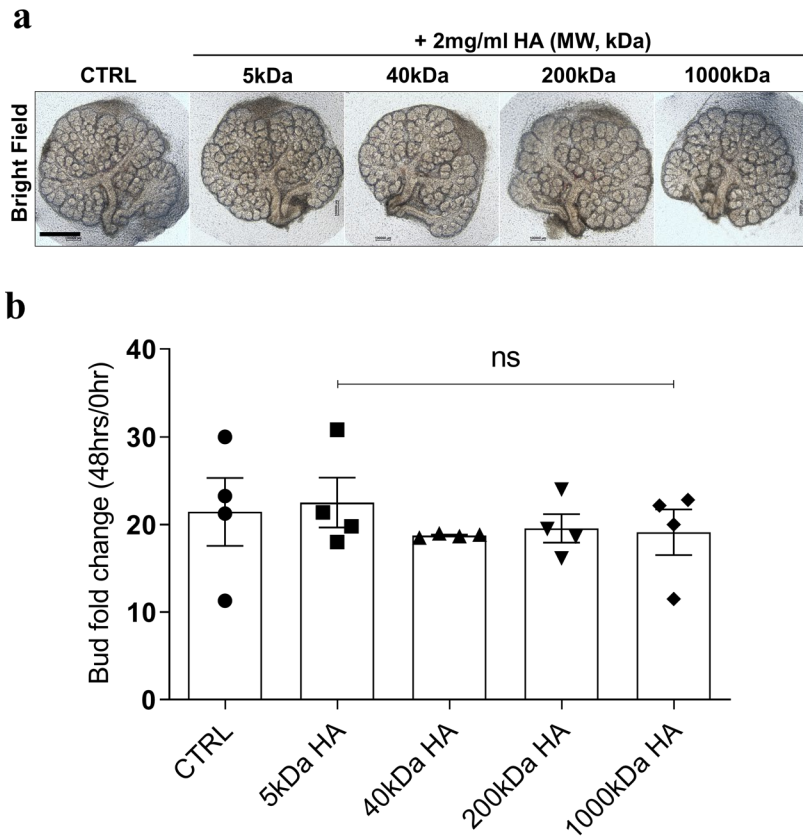 a
+ 2mg/ml HA (MW, kDa)
CTRL 5kDa 40kDa 200kDa 1000kDa
Bright Field
b
Bud fold change (48hrs/0hr)
40
30
20
10
0
ns
CTRL
5kDa HA
40kDa HA
200kDa HA
1000kDa HA